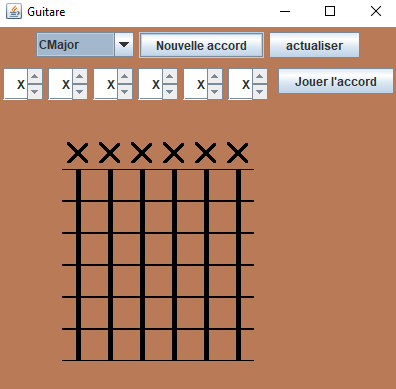 Guitare
CMajor Nouvelle accord actualiser
X X X X X X Jouer l'accord